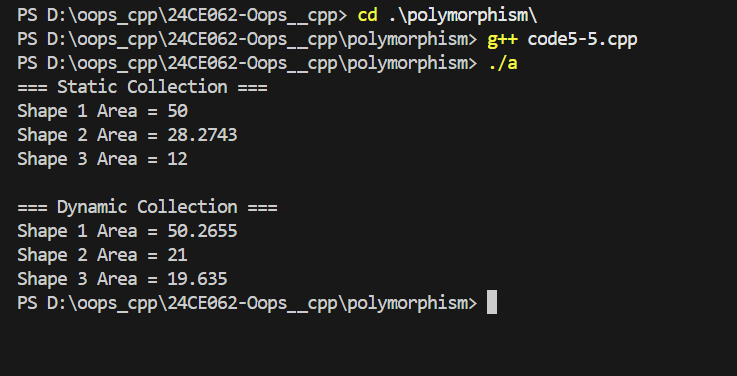 PS D:\oops_cpp\24CE062-Oops__cpp> cd .\polymorphism\
PS D:\oops_cpp\24CE062-Oops__cpp\polymorphism> g++ code5-5.cpp
PS D:\oops_cpp\24CE062-Oops__cpp\polymorphism> ./a
=== Static Collection ===
Shape 1 Area = 50
Shape 2 Area = 28.2743
Shape 3 Area = 12

=== Dynamic Collection ===
Shape 1 Area = 50.2655
Shape 2 Area = 21
Shape 3 Area = 19.635
PS D:\oops_cpp\24CE062-Oops__cpp\polymorphism>